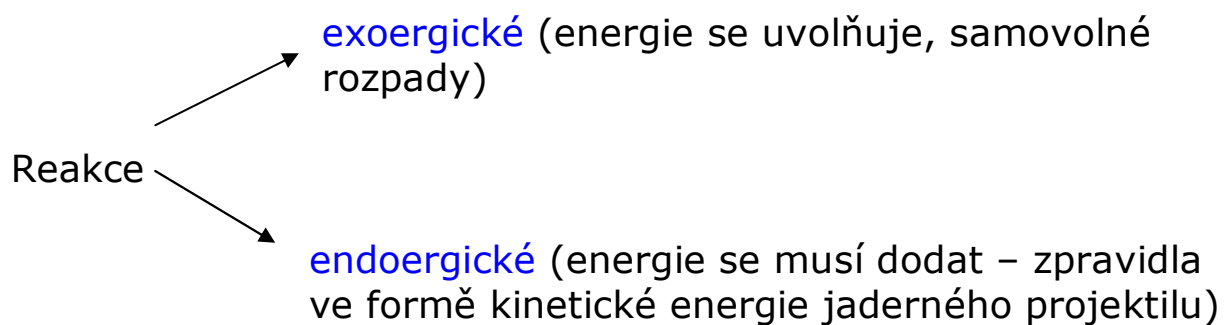 exoergické (energie se uvolňuje, samovolné
rozpady)
Reakce
endoergické (energie se musí dodat – zpravidla
ve formě kinetické energie jaderného projektilu)